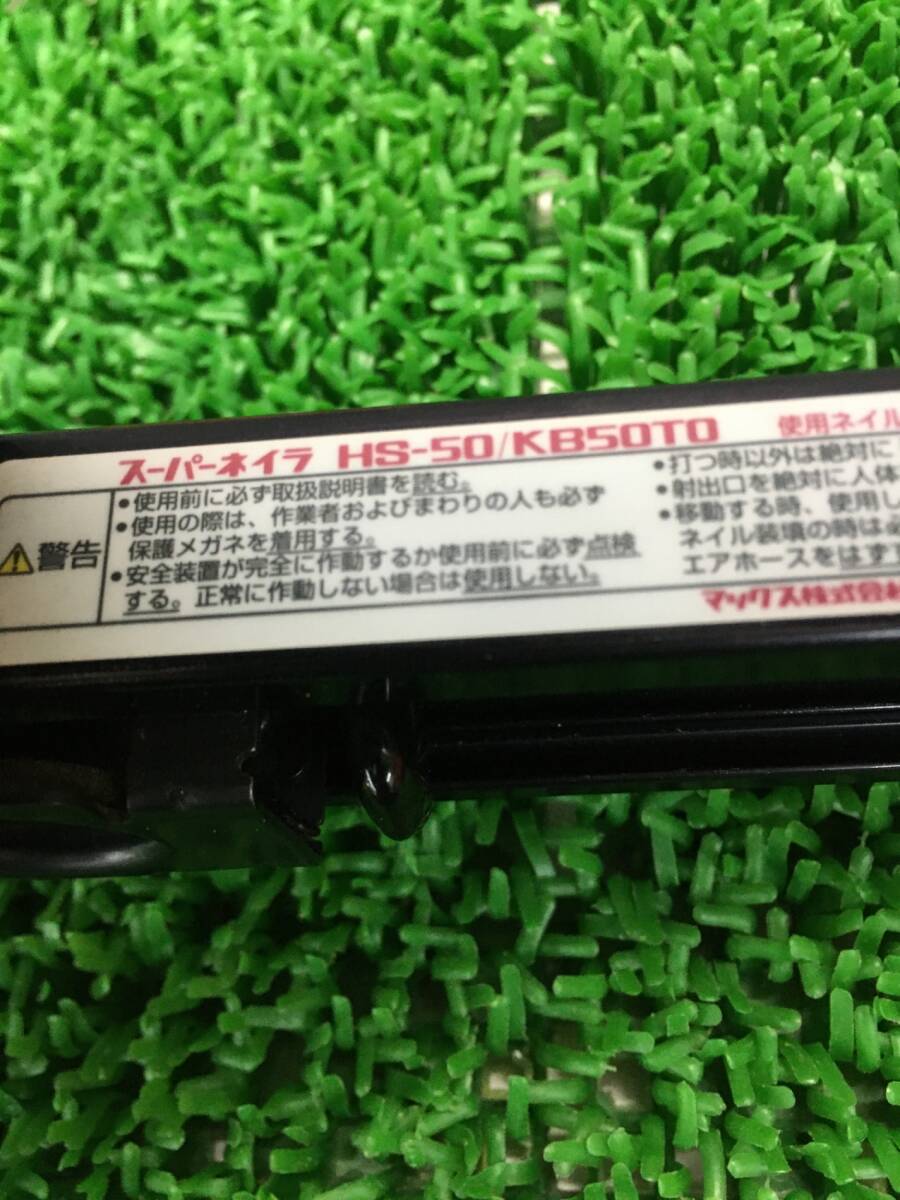 スーパーネイラ HS-50/KB50TO 使用ネイル
警告
•使用前に必ず取扱説明書を読む。
•使用の際は、作業者およびまわりの人も必ず
保護メガネを着用する。
•安全装置が完全に作動するか使用前に必ず点検
する。正常に作動しない場合は使用しない。
•打つ時以外は絶対に
•射出口を絶対に人体
•移動する時、使用し
ネイル装填の時は必
エアホースをはず
マックス株式会